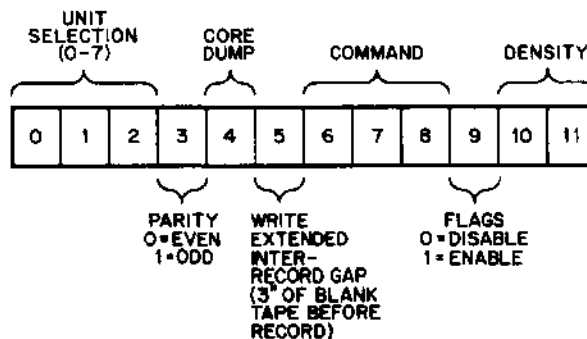 UNIT
SELECTION
(0-7)
CORE
DUMP
COMMAND
DENSITY
0 1 2 3 4 5 6 7 8 9 10 11
PARITY
0=EVEN
1=ODD
WRITE
EXTENDED
INTER-
RECORD GAP
(3" OF BLANK
TAPE BEFORE
RECORD)
FLAGS
0=DISABLE
1=ENABLE